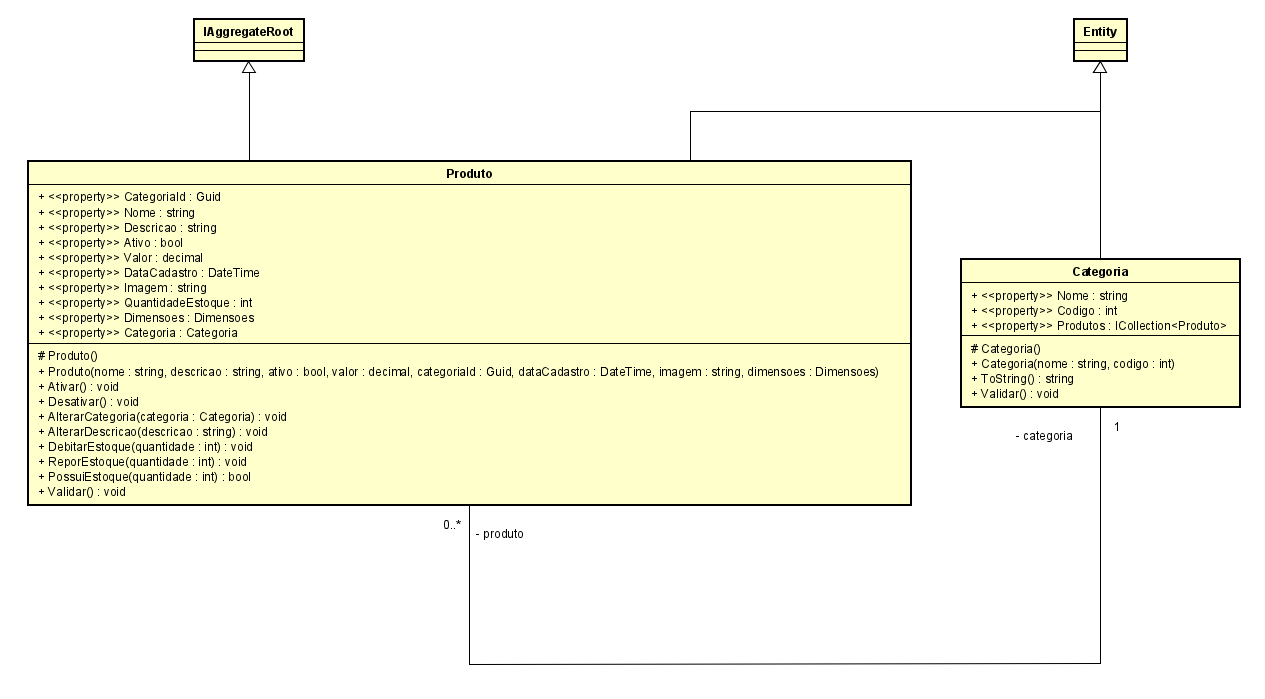 IAggregateRoot
Entity
Produto
+ <<property>> CategoriaId : Guid
+ <<property>> Nome : string
+ <<property>> Descricao : string
+ <<property>> Ativo : bool
+ <<property>> Valor : decimal
+ <<property>> DataCadastro : DateTime
+ <<property>> Imagem : string
+ <<property>> QuantidadeEstoque : int
+ <<property>> Dimensoes : Dimensoes
+ <<property>> Categoria : Categoria
# Produto()
+ Produto(nome : string, descricao : string, ativo : bool, valor : decimal, categoriaId : Guid, dataCadastro : DateTime, imagem : string, dimensoes : Dimensoes)
+ Ativar() : void
+ Desativar() : void
+ AlterarCategoria(categoria : Categoria) : void
+ AlterarDescricao(descricao : string) : void
+ DebitarEstoque(quantidade : int) : void
+ ReporEstoque(quantidade : int) : void
+ PossuiEstoque(quantidade : int) : bool
+ Validar() : void
Categoria
+ <<property>> Nome : string
+ <<property>> Codigo : int
+ <<property>> Produtos : ICollection<Produto>
# Categoria()
+ Categoria(nome : string, codigo : int)
+ ToString() : string
+ Validar() : void
- categoria
1
0..*
- produto